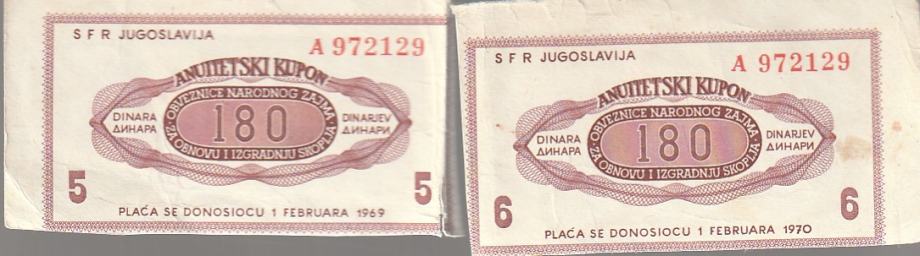 SFR JUGOSLAVIJA
A 972129
ANUITETSKI KUPON
OBVEZNICE NARODNOG ZAJMA
DINARA
ДИНАРА
180
DINARJEV
ДИНАРИ
ZA OBNOVU I IZGRADNJU SKOPLJA
5
5
PLAĆA SE DONOSIOCU 1 FEBRUARA 1969
SFR JUGOSLAVIJA
A 972129
ANUITETSKI KUPON
OBVEZNICE NARODNOG ZAJMA
DINARA
ДИНАРА
180
DINARJEV
ДИНАРИ
ZA OBNOVU I IZGRADNJU SKOPLJA
6
6
PLAĆA SE DONOSIOCU 1 FEBRUARA 1970